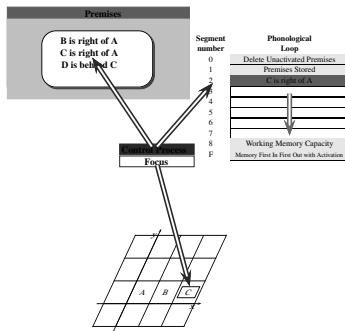 Premises
B is right of A
C is right of A
D is behind C
Segment number
Phonological Loop
0 Delete Unactivated Premises
1 Premises Stored
2 C is right of A
3
4
5
6
7
8 Working Memory Capacity
F Memory First In First Out with Activation
Control Process
Focus
y
A B C
x